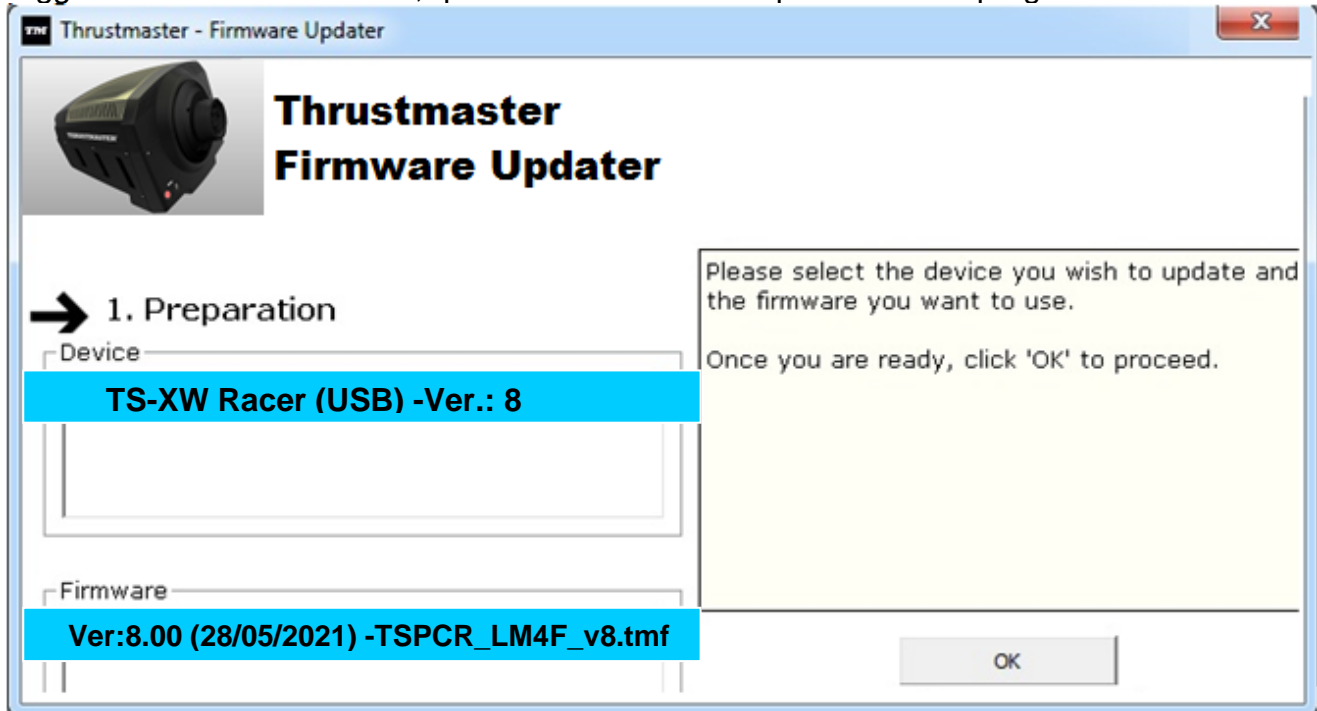 Thrustmaster - Firmware Updater
Thrustmaster
Firmware Updater
1. Preparation
Device
TS-XW Racer (USB) -Ver.: 8
Firmware
Ver:8.00 (28/05/2021) -TSPCR_LM4F_v8.tmf
Please select the device you wish to update and
the firmware you want to use.
Once you are ready, click 'OK' to proceed.
OK